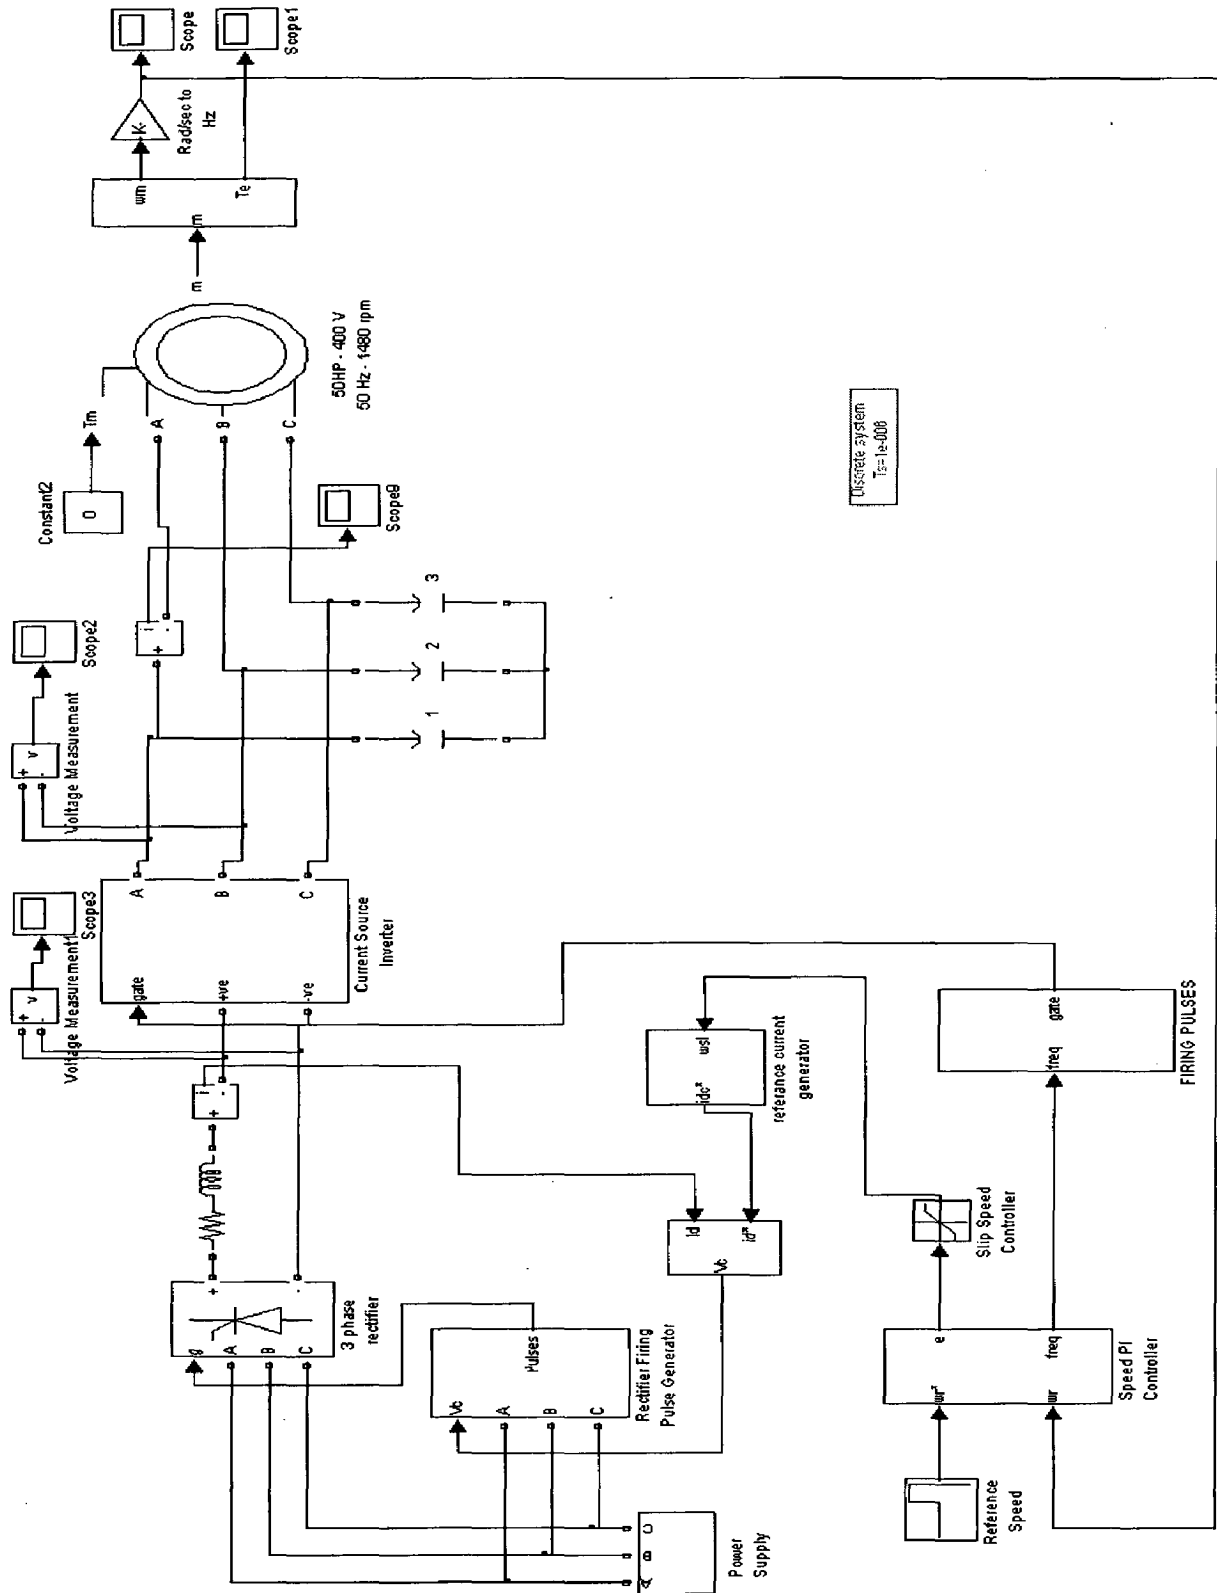 Scope
Scope1
K-
Rad/sec to
Hz
wm
Te
m
m
50HP - 400 V
50 Hz - 1480 rpm
Constant2
0
Tm
A
B
C
Scope9
Scope2
+
v
-
Voltage Measurement
+
i
-
1
2
3
Discrete system
Scope3
+
v
-
Voltage Measurement1
gate
+ve
-ve
A
B
C
Current Source
Inverter
+
i
-
g
A
B
C
+
-
3 phase
rectifier
Vc
A
B
C
Pulses
Rectifier Firing
Pulse Generator
A
B
C
Power
Supply
Id
id*
Vc
idc*
wsl
referance current
generator
Slip Speed
Controller
freq
gate
FIRING PULSES
wr*
wr
e
freq
Speed PI
Controller
Reference
Speed